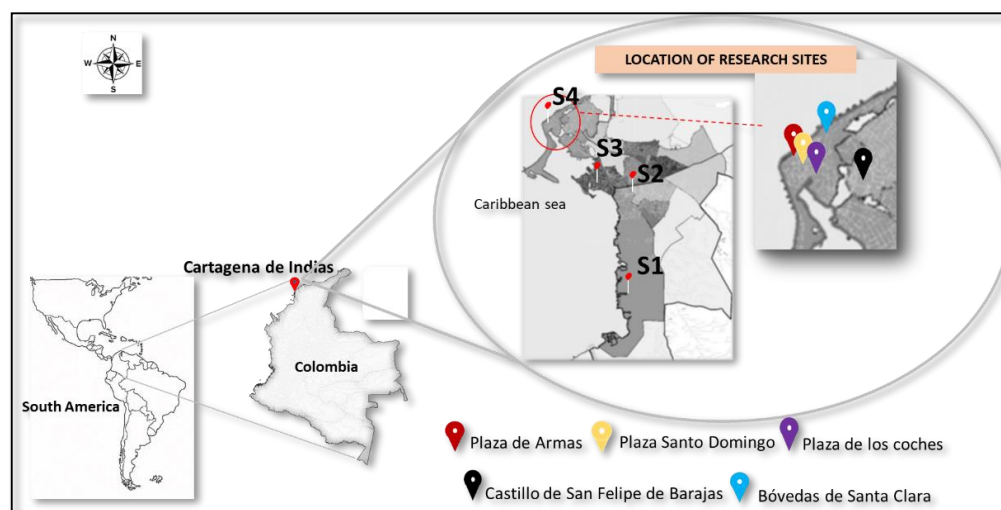 N
W E
S
LOCATION OF RESEARCH SITES
S4
S3
S2
Caribbean sea
S1
Cartagena de Indias
Colombia
South America
Plaza de Armas
Plaza Santo Domingo
Plaza de los coches
Castillo de San Felipe de Barajas
Bóvedas de Santa Clara